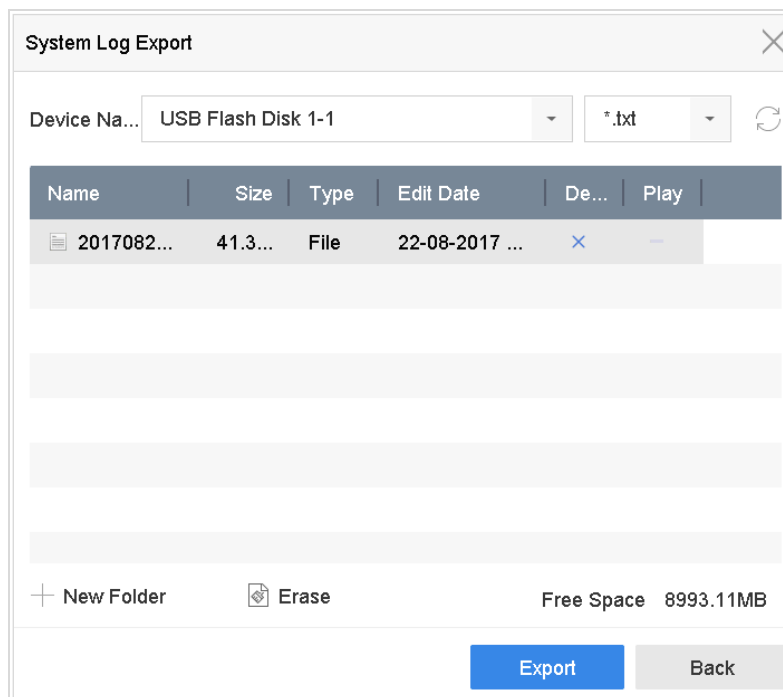 System Log Export
Device Na... USB Flash Disk 1-1 *.txt
Name Size Type Edit Date De... Play
2017082... 41.3... File 22-08-2017 ...
New Folder Erase Free Space 8993.11MB
Export Back